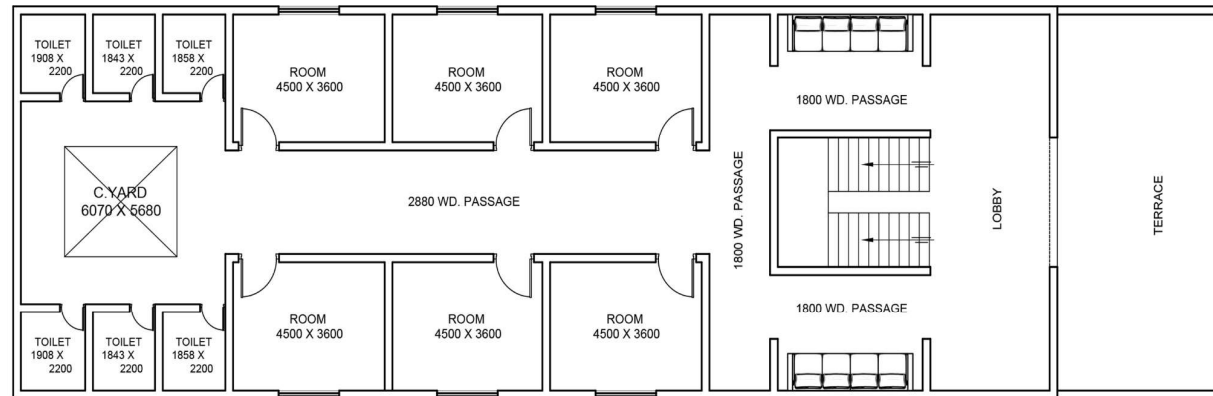 TOILET
1908 X
2200
TOILET
1843 X
2200
TOILET
1858 X
2200
ROOM
4500 X 3600
ROOM
4500 X 3600
ROOM
4500 X 3600
1800 WD. PASSAGE
C.YARD
6070 X 5680
2880 WD. PASSAGE
1800 WD. PASSAGE
LOBBY
TERRACE
1800 WD. PASSAGE
ROOM
4500 X 3600
ROOM
4500 X 3600
ROOM
4500 X 3600
TOILET
1908 X
2200
TOILET
1843 X
2200
TOILET
1858 X
2200